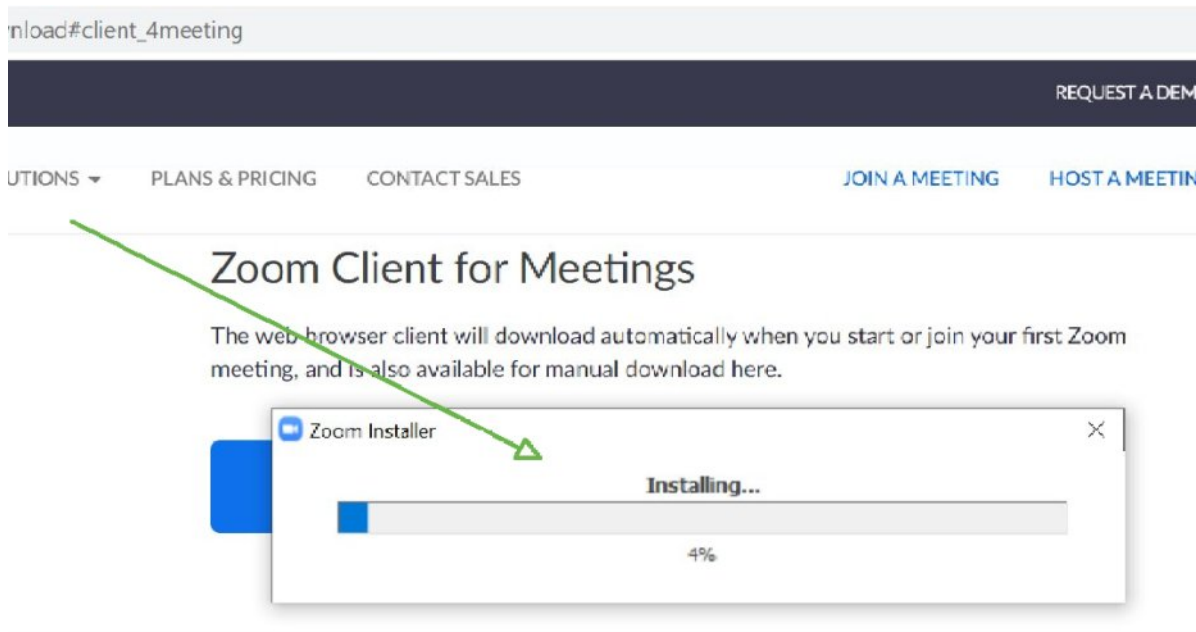 nload#client_4meeting
REQUEST A DEM
UTIONS PLANS & PRICING CONTACT SALES JOIN A MEETING HOST A MEETIN
Zoom Client for Meetings
The web browser client will download automatically when you start or join your first Zoom
meeting, and is also available for manual download here.
Zoom Installer
Installing...
4%